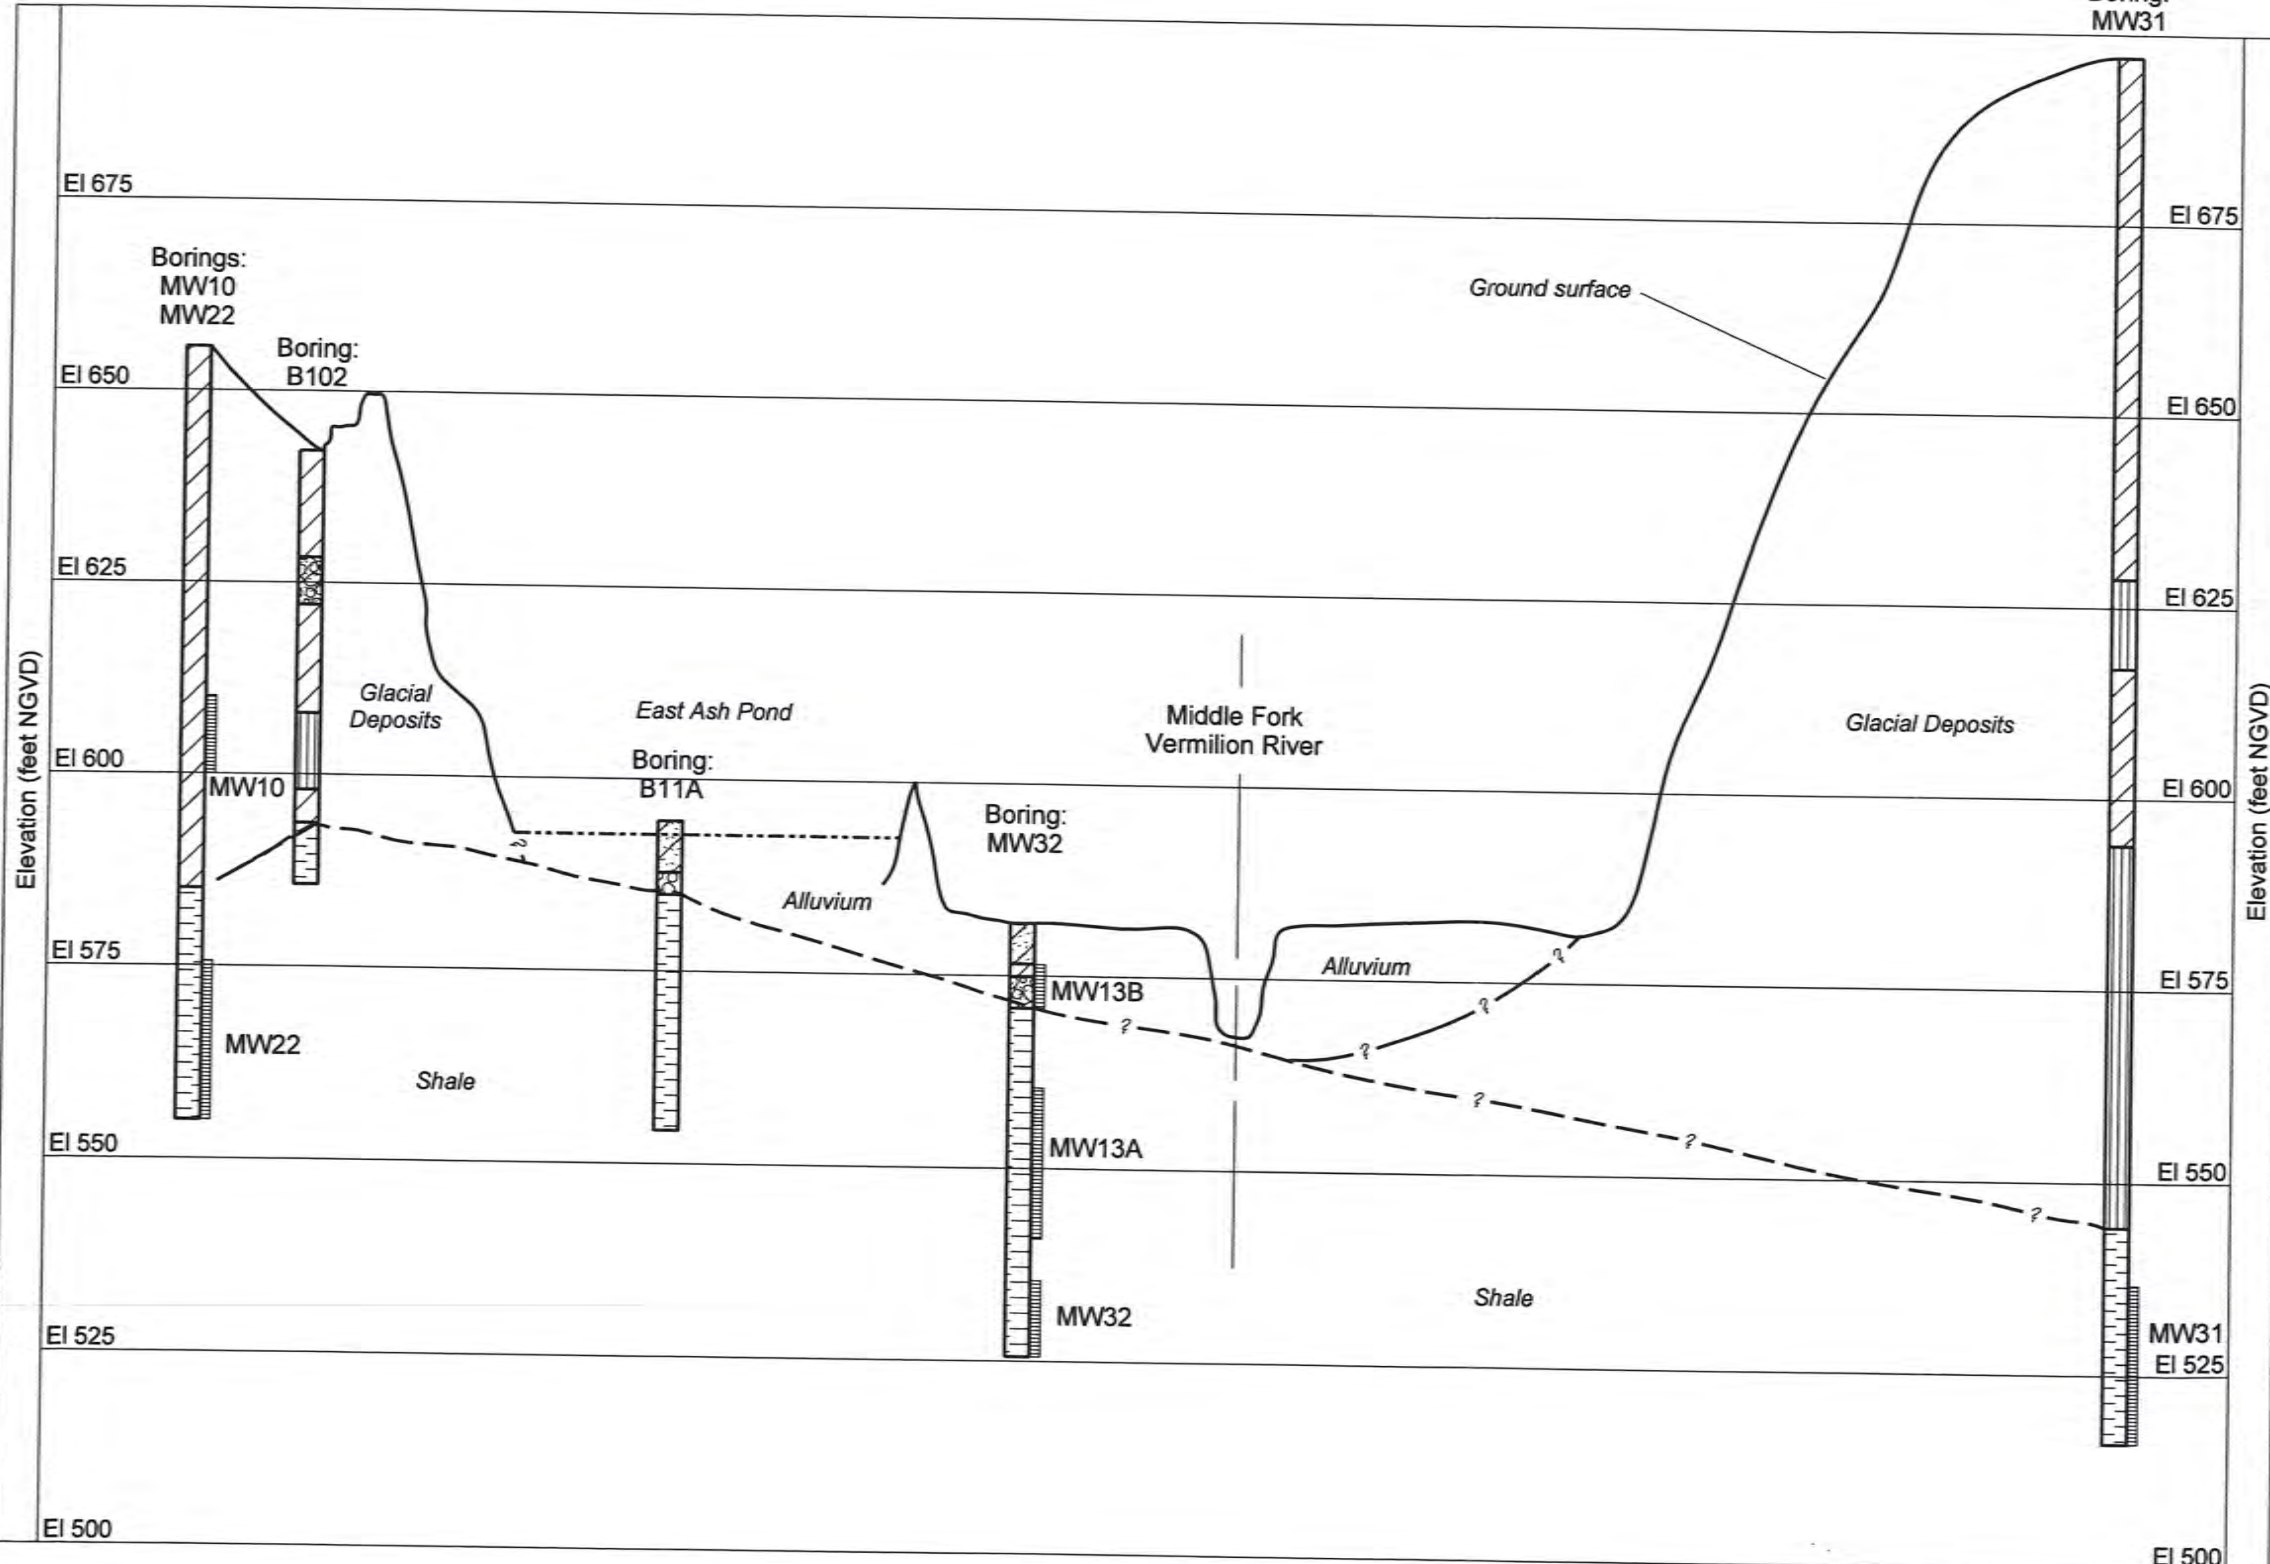 Boring:
MW31
El 675
El 675
Borings:
MW10
MW22
Boring:
B102
Ground surface
El 650
El 650
El 625
El 625
Elevation (feet NGVD)
Glacial
Deposits
East Ash Pond
Middle Fork
Vermilion River
Glacial Deposits
Elevation (feet NGVD)
El 600
MW10
Boring:
B11A
Boring:
MW32
El 600
?
Alluvium
El 575
Alluvium
?
El 575
MW13B
?
?
?
MW22
Shale
?
El 550
MW13A
?
El 550
?
MW32
Shale
El 525
MW31
El 525
El 500
El 500